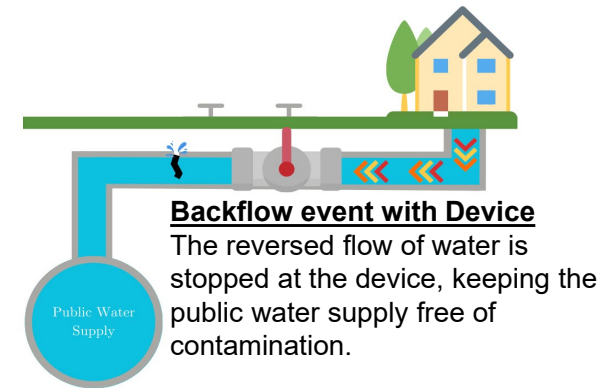 Backflow event with Device
The reversed flow of water is
stopped at the device, keeping the
public water supply free of
contamination.
Public Water
Supply